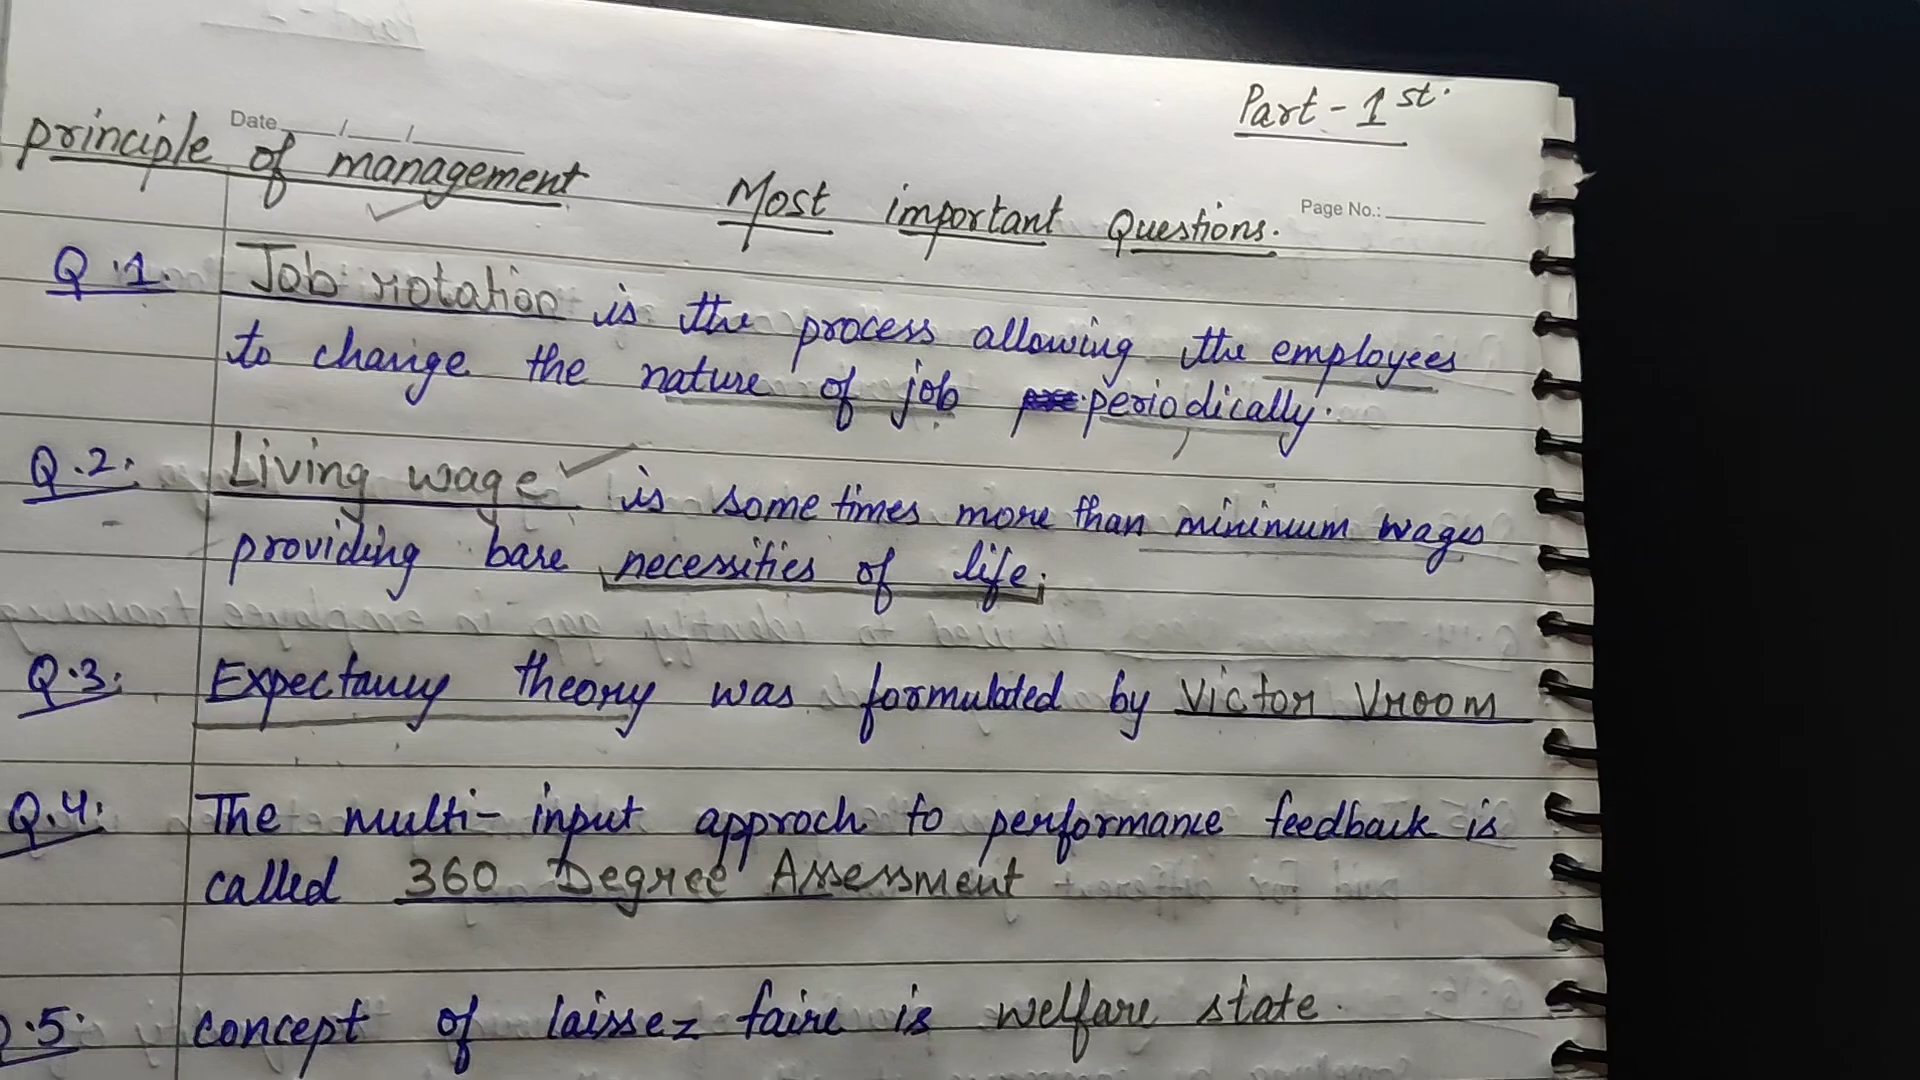 Part - 1st.
Date __/__/__
principle of management
Most important Questions.
Page No.:
Q.1. Job rotation is the process allowing the employees
to change the nature of job periodically.
Q.2. Living wage is some times more than minimum wages
providing bare necessities of life.
Q.3. Expectancy theory was formulated by Victor Vroom
Q.4. The multi-input approch to performance feedback is
called 360 Degree Assessment
Q.5. concept of laissez faire is welfare state.